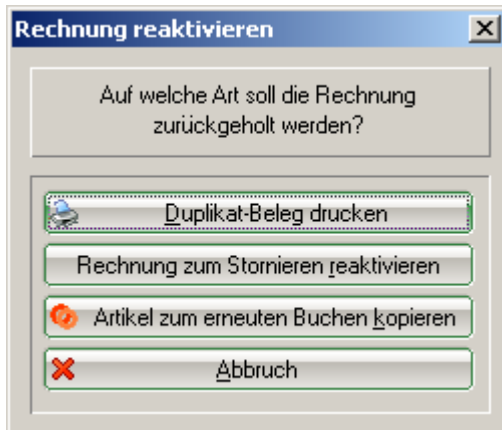 Rechnung reaktivieren
Auf welche Art soll die Rechnung
zurückgeholt werden?
Duplikat-Beleg drucken
Rechnung zum Stornieren reaktivieren
Artikel zum erneuten Buchen kopieren
Abbruch